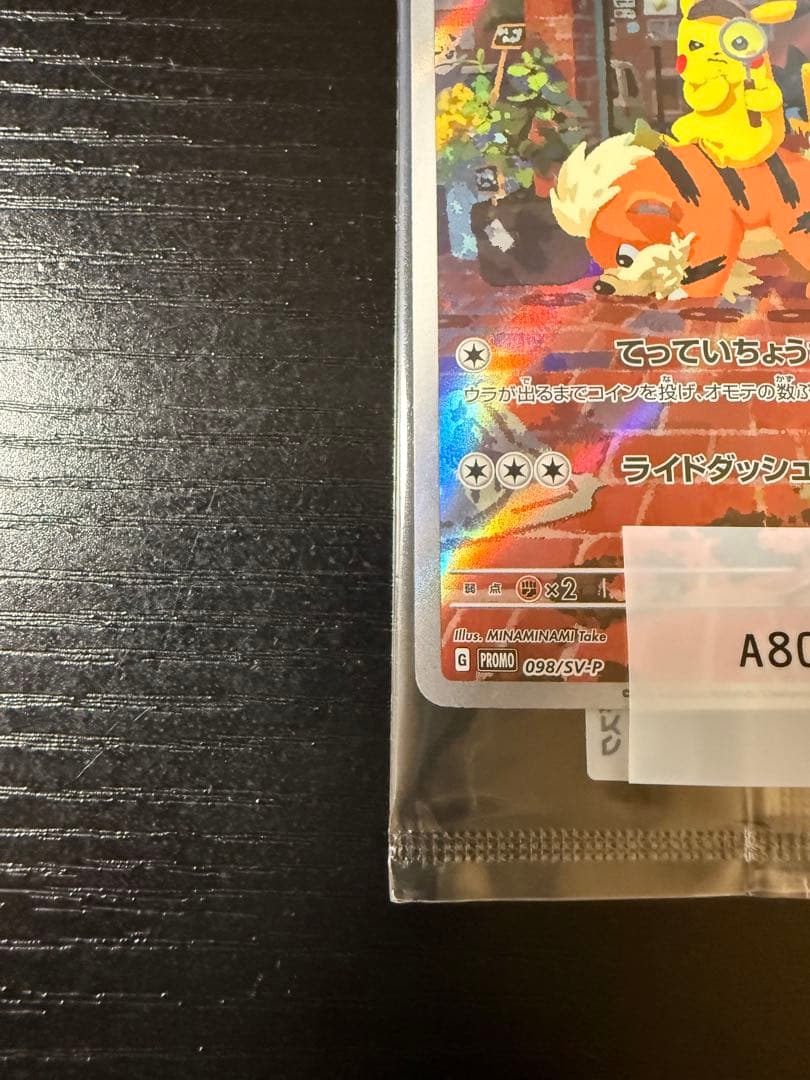 てっていちょう
ウラが出るまでコインを投げ、オモテの数ぶ
ライドダッシュ
弱点 ×2
Illus. MINAMINAMI Take
G PROMO 098/SV-P
A80